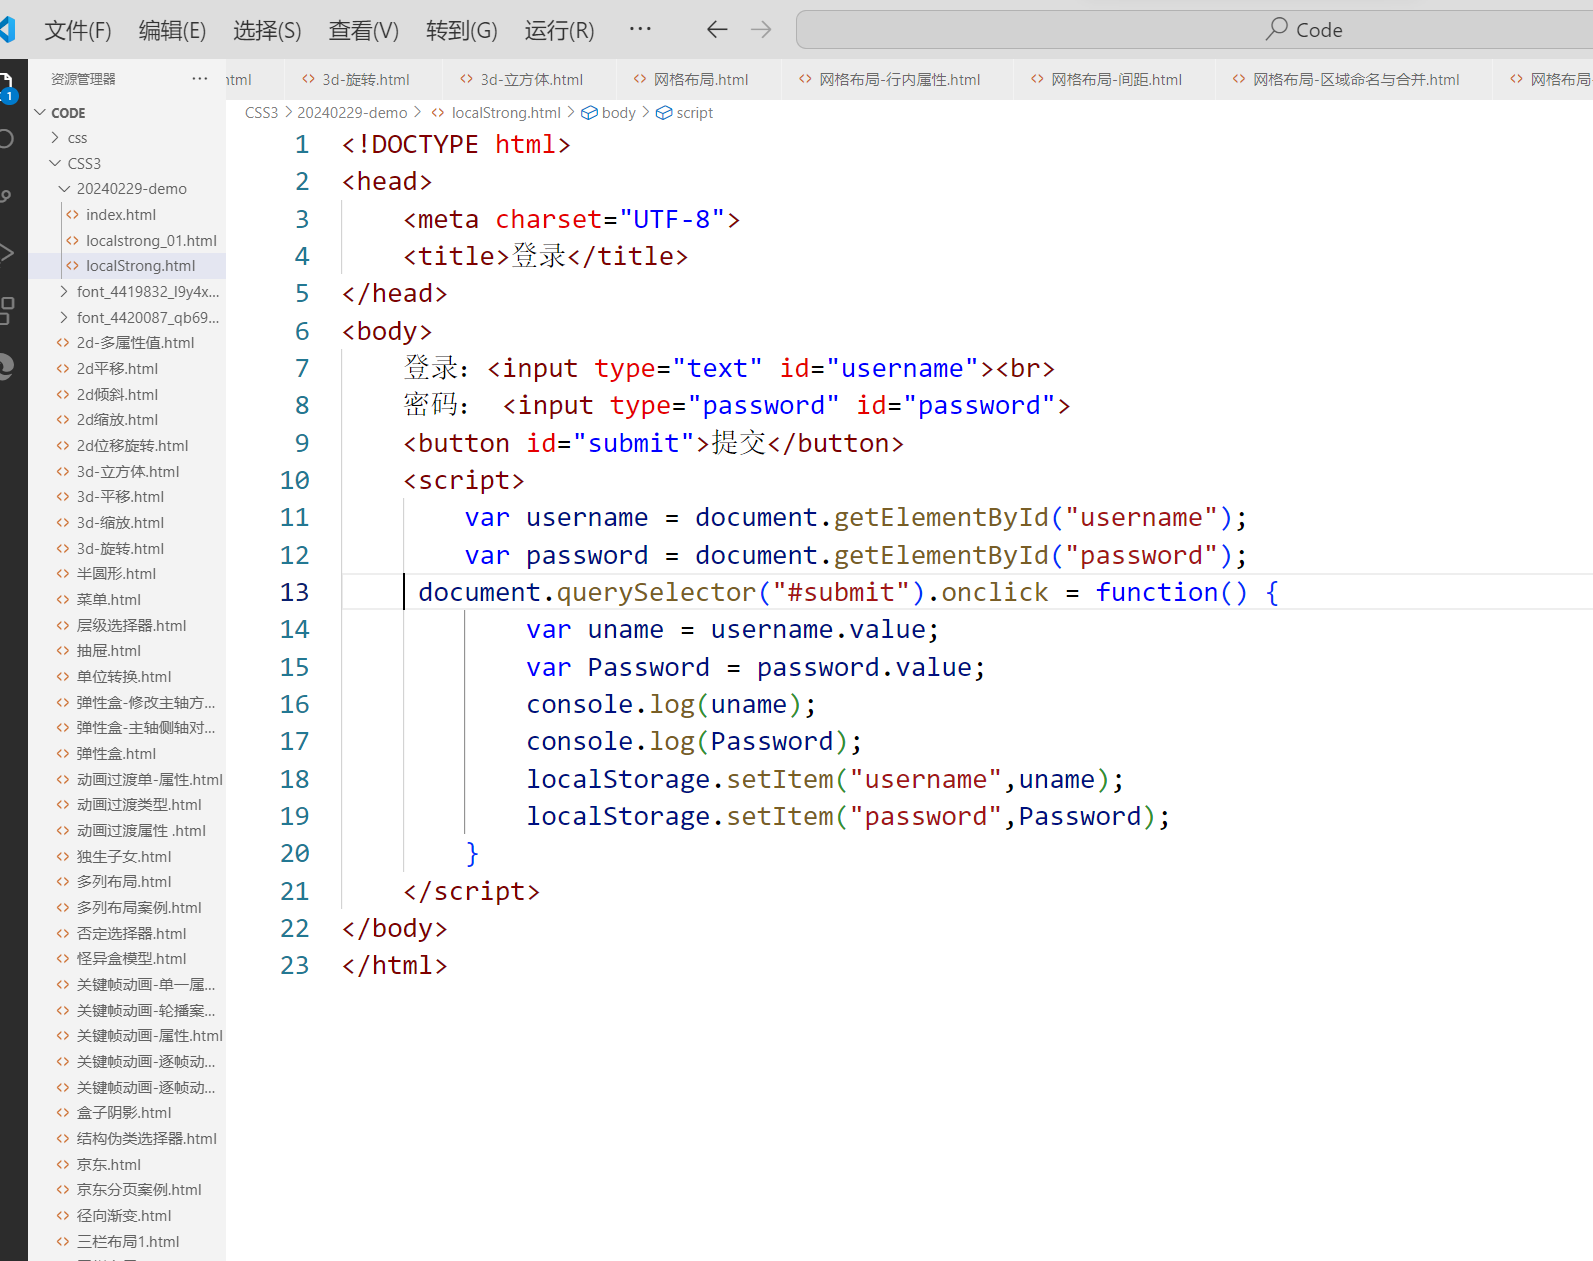 文件(F) 编辑(E) 选择(S) 查看(V) 转到(G) 运行(R) ··· Code
资源管理器 ···
html 3d-旋转.html 3d-立方体.html 网格布局.html 网格布局-行内属性.html 网格布局-间距.html 网格布局-区域命名与合并.html 网格布局-
1
CODE
css
CSS3
20240229-demo
index.html
localstrong_01.html
localStrong.html
font_4419832_l9y4x...
font_4420087_qb69...
2d-多属性值.html
2d平移.html
2d倾斜.html
2d缩放.html
2d位移旋转.html
3d-立方体.html
3d-平移.html
3d-缩放.html
3d-旋转.html
半圆形.html
菜单.html
层级选择器.html
抽屉.html
单位转换.html
弹性盒-修改主轴方...
弹性盒-主轴侧轴对...
弹性盒.html
动画过渡单-属性.html
动画过渡类型.html
动画过渡属性 .html
独生子女.html
多列布局.html
多列布局案例.html
否定选择器.html
怪异盒模型.html
关键帧动画-单一属...
关键帧动画-轮播案...
关键帧动画-属性.html
关键帧动画-逐帧动...
关键帧动画-逐帧动...
盒子阴影.html
结构伪类选择器.html
京东.html
京东分页案例.html
径向渐变.html
三栏布局1.html
CSS3 > 20240229-demo > localStrong.html > body > script
1 <!DOCTYPE html>
2 <head>
3 <meta charset="UTF-8">
4 <title>登录</title>
5 </head>
6 <body>
7 登录：<input type="text" id="username"><br>
8 密码： <input type="password" id="password">
9 <button id="submit">提交</button>
10 <script>
11 var username = document.getElementById("username");
12 var password = document.getElementById("password");
13 document.querySelector("#submit").onclick = function() {
14 var uname = username.value;
15 var Password = password.value;
16 console.log(uname);
17 console.log(Password);
18 localStorage.setItem("username",uname);
19 localStorage.setItem("password",Password);
20 }
21 </script>
22 </body>
23 </html>